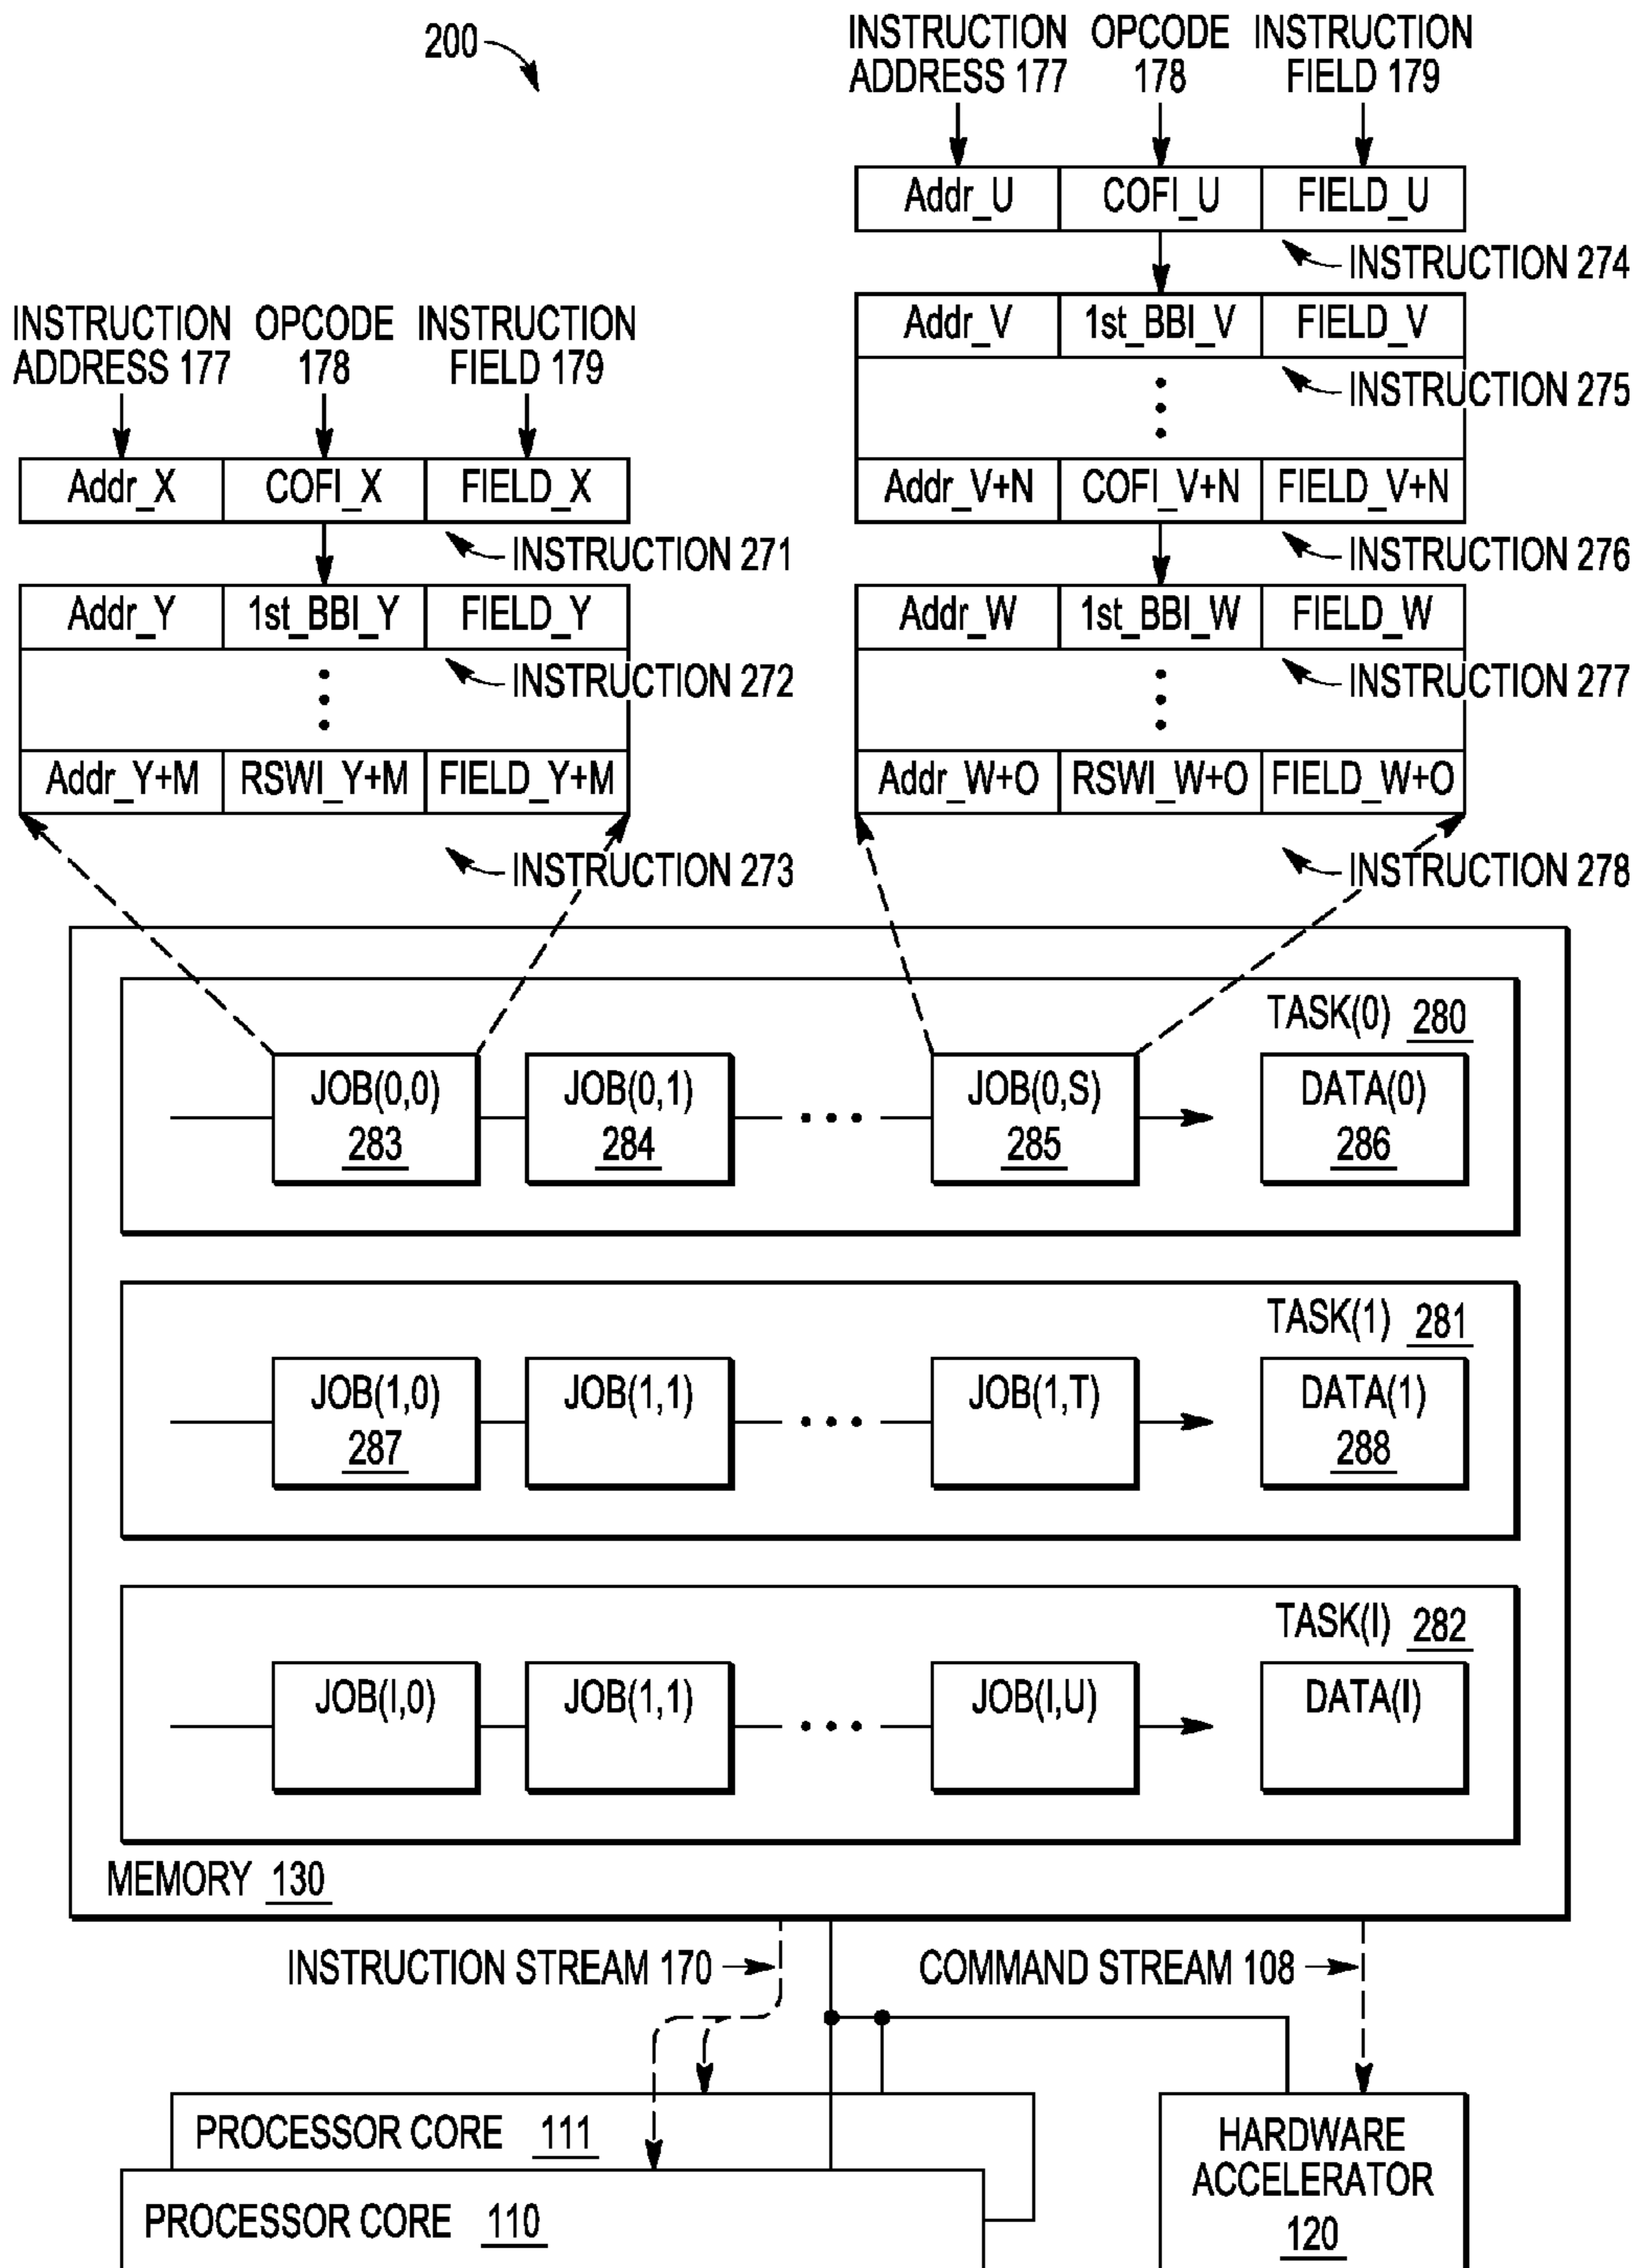 200
INSTRUCTION ADDRESS 177
OPCODE 178
INSTRUCTION FIELD 179
Addr_U COFI_U FIELD_U
INSTRUCTION 274
Addr_V 1st_BBI_V FIELD_V
INSTRUCTION 275
Addr_V+N COFI_V+N FIELD_V+N
INSTRUCTION 276
Addr_W 1st_BBI_W FIELD_W
INSTRUCTION 277
Addr_W+O RSWI_W+O FIELD_W+O
INSTRUCTION 278
INSTRUCTION ADDRESS 177
OPCODE 178
INSTRUCTION FIELD 179
Addr_X COFI_X FIELD_X
INSTRUCTION 271
Addr_Y 1st_BBI_Y FIELD_Y
INSTRUCTION 272
Addr_Y+M RSWI_Y+M FIELD_Y+M
INSTRUCTION 273
TASK(0) 280
JOB(0,0) 283
JOB(0,1) 284
JOB(0,S) 285
DATA(0) 286
TASK(1) 281
JOB(1,0) 287
JOB(1,1)
JOB(1,T)
DATA(1) 288
TASK(I) 282
JOB(I,0)
JOB(1,1)
JOB(I,U)
DATA(I)
MEMORY 130
INSTRUCTION STREAM 170
COMMAND STREAM 108
PROCESSOR CORE 111
PROCESSOR CORE 110
HARDWARE
ACCELERATOR
120